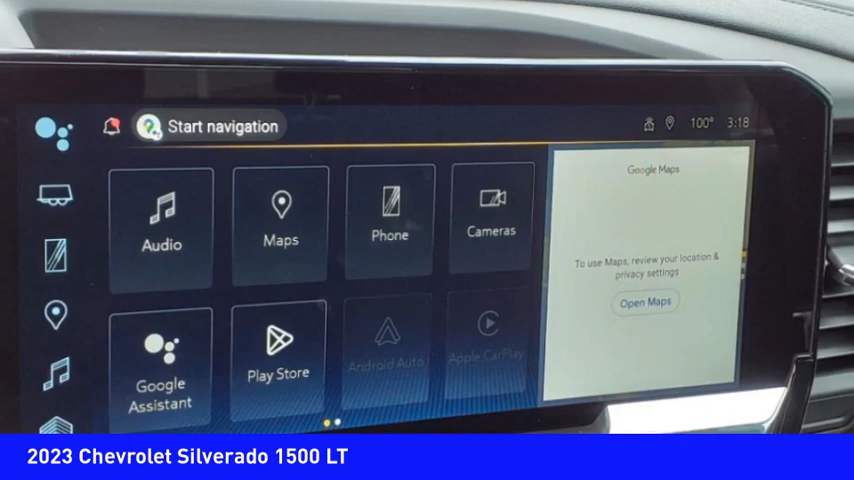 Start navigation
100° 3:18
Audio
Maps
Phone
Cameras
Google
Assistant
Play Store
Android Auto
Apple CarPlay
Google Maps
To use Maps, review your location &
privacy settings
Open Maps
2023 Chevrolet Silverado 1500 LT